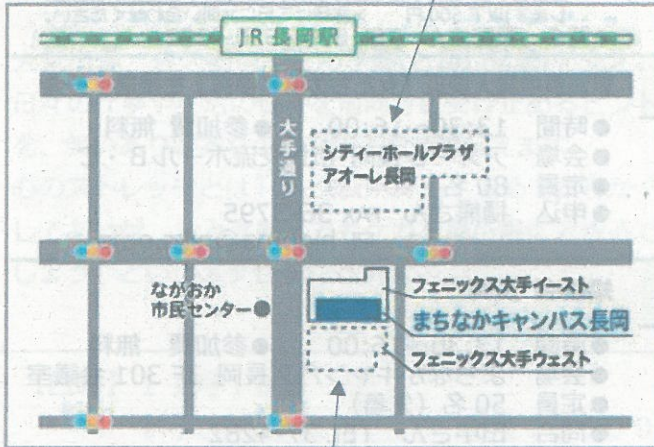 JR 長岡駅
大手通り
シティーホールプラザ
アオーレ長岡
ながおか
市民センター
フェニックス大手イースト
まちなかキャンパス長岡
フェニックス大手ウェスト